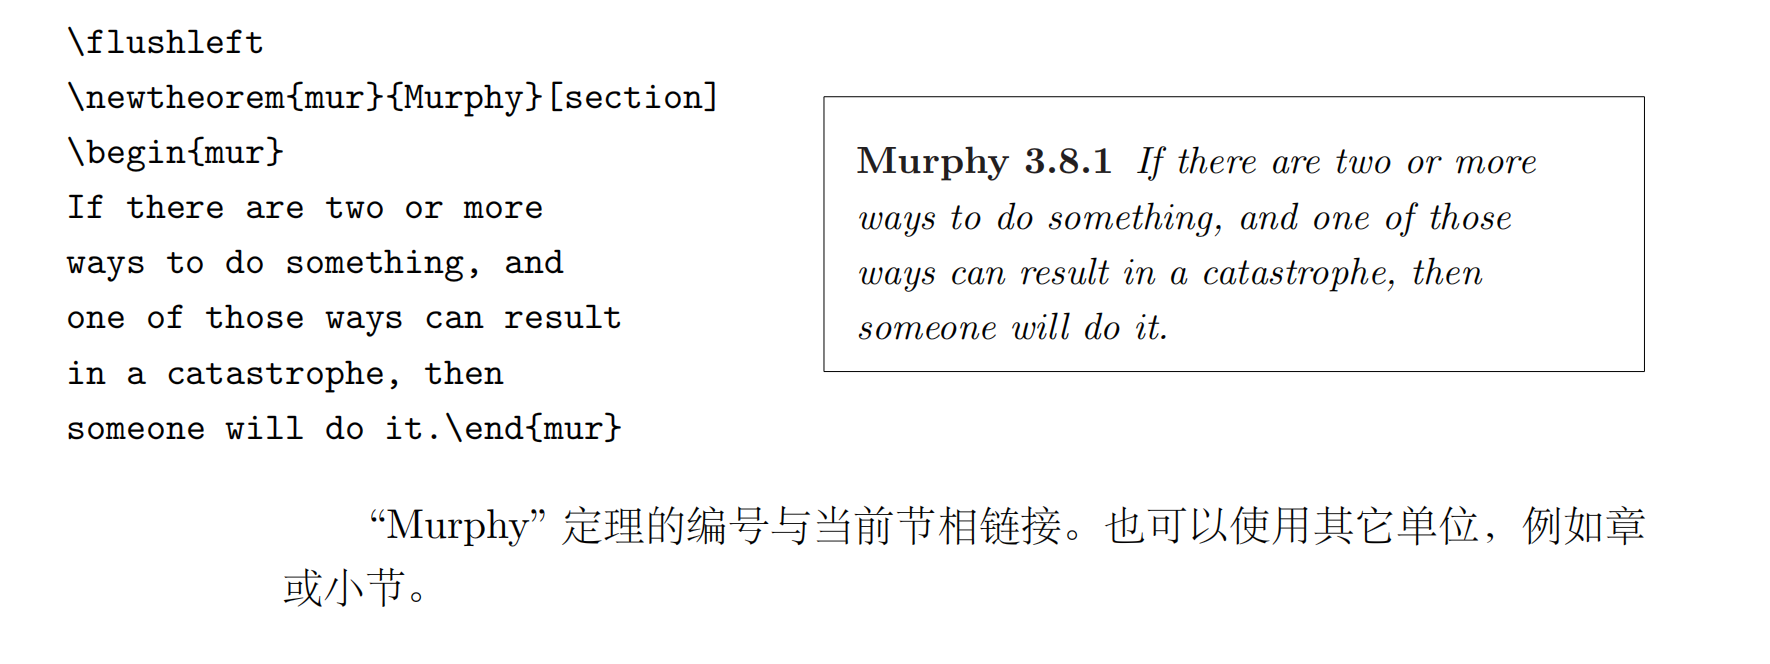 \flushleft
\newtheorem{mur}{Murphy}[section]
\begin{mur}
If there are two or more
ways to do something, and
one of those ways can result
in a catastrophe, then
someone will do it.\end{mur}
Murphy 3.8.1 If there are two or more
ways to do something, and one of those
ways can result in a catastrophe, then
someone will do it.
“Murphy” 定理的编号与当前节相链接。也可以使用其它单位，例如章
或小节。